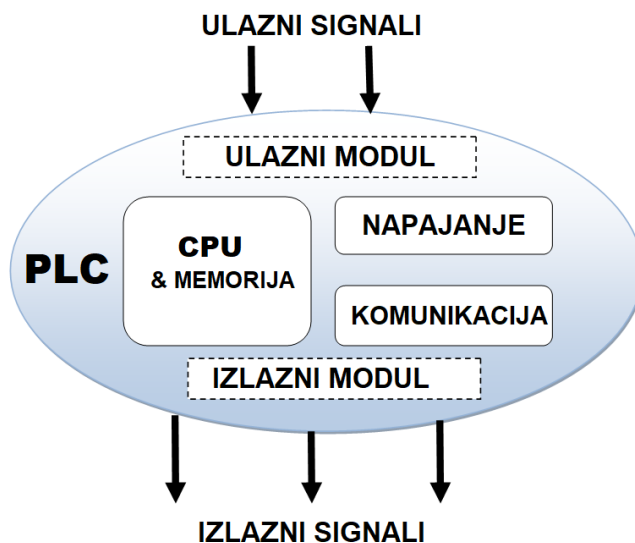 ULAZNI SIGNALI
ULAZNI MODUL
PLC
CPU
& MEMORIJA
NAPAJANJE
KOMUNIKACIJA
IZLAZNI MODUL
IZLAZNI SIGNALI